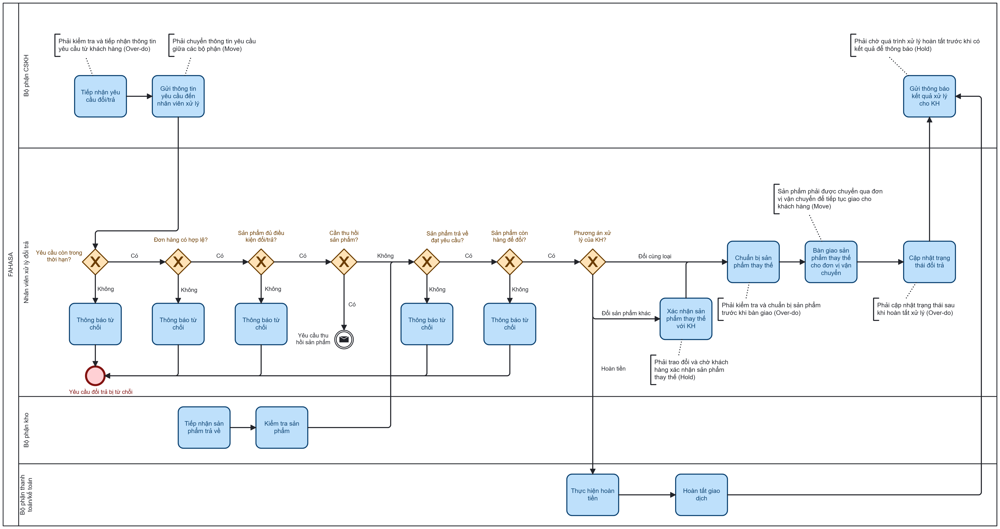 FAHASA
Bộ phận CSKH
Phải kiểm tra và tiếp nhận thông tin
yêu cầu từ khách hàng (Over-do)
Phải chuyển thông tin yêu cầu
giữa các bộ phận (Move)
Phải chờ quá trình xử lý hoàn tất trước khi có
kết quả để thông báo (Hold)
Tiếp nhận yêu
cầu đổi/trả
Gửi thông tin
yêu cầu đến
nhân viên xử lý
Gửi thông báo
kết quả xử lý
cho KH
Nhân viên xử lý đổi trả
Sản phẩm phải được chuyển qua đơn
vị vận chuyển để tiếp tục giao cho
khách hàng (Move)
Yêu cầu còn trong
thời hạn?
Có
Đơn hàng có hợp lệ?
Có
Sản phẩm đủ điều
kiện đổi/trả?
Có
Cần thu hồi
sản phẩm?
Không
Sản phẩm trả về
đạt yêu cầu?
Có
Sản phẩm còn
hàng để đổi?
Có
Phương án xử
lý của KH?
Đổi cùng loại
Chuẩn bị sản
phẩm thay thế
Bàn giao sản
phẩm thay thế
cho đơn vị vận
chuyển
Cập nhật trạng
thái đổi trả
Không
Không
Không
Có
Không
Không
Thông báo từ
chối
Thông báo từ
chối
Thông báo từ
chối
Yêu cầu thu
hồi sản phẩm
Thông báo từ
chối
Thông báo từ
chối
Đổi sản phẩm khác
Xác nhận sản
phẩm thay thế
với KH
Phải kiểm tra và chuẩn bị sản phẩm
trước khi bàn giao (Over-do)
Phải cập nhật trạng thái sau
khi hoàn tất xử lý (Over-do)
Hoàn tiền
Phải trao đổi và chờ khách
hàng xác nhận sản phẩm
thay thế (Hold)
Yêu cầu đổi trả bị từ chỗi
Bộ phận kho
Tiếp nhận sản
phẩm trả về
Kiểm tra sản
phẩm
Bộ phận thanh
toán/kế toán
Thực hiện hoàn
tiền
Hoàn tất giao
dịch